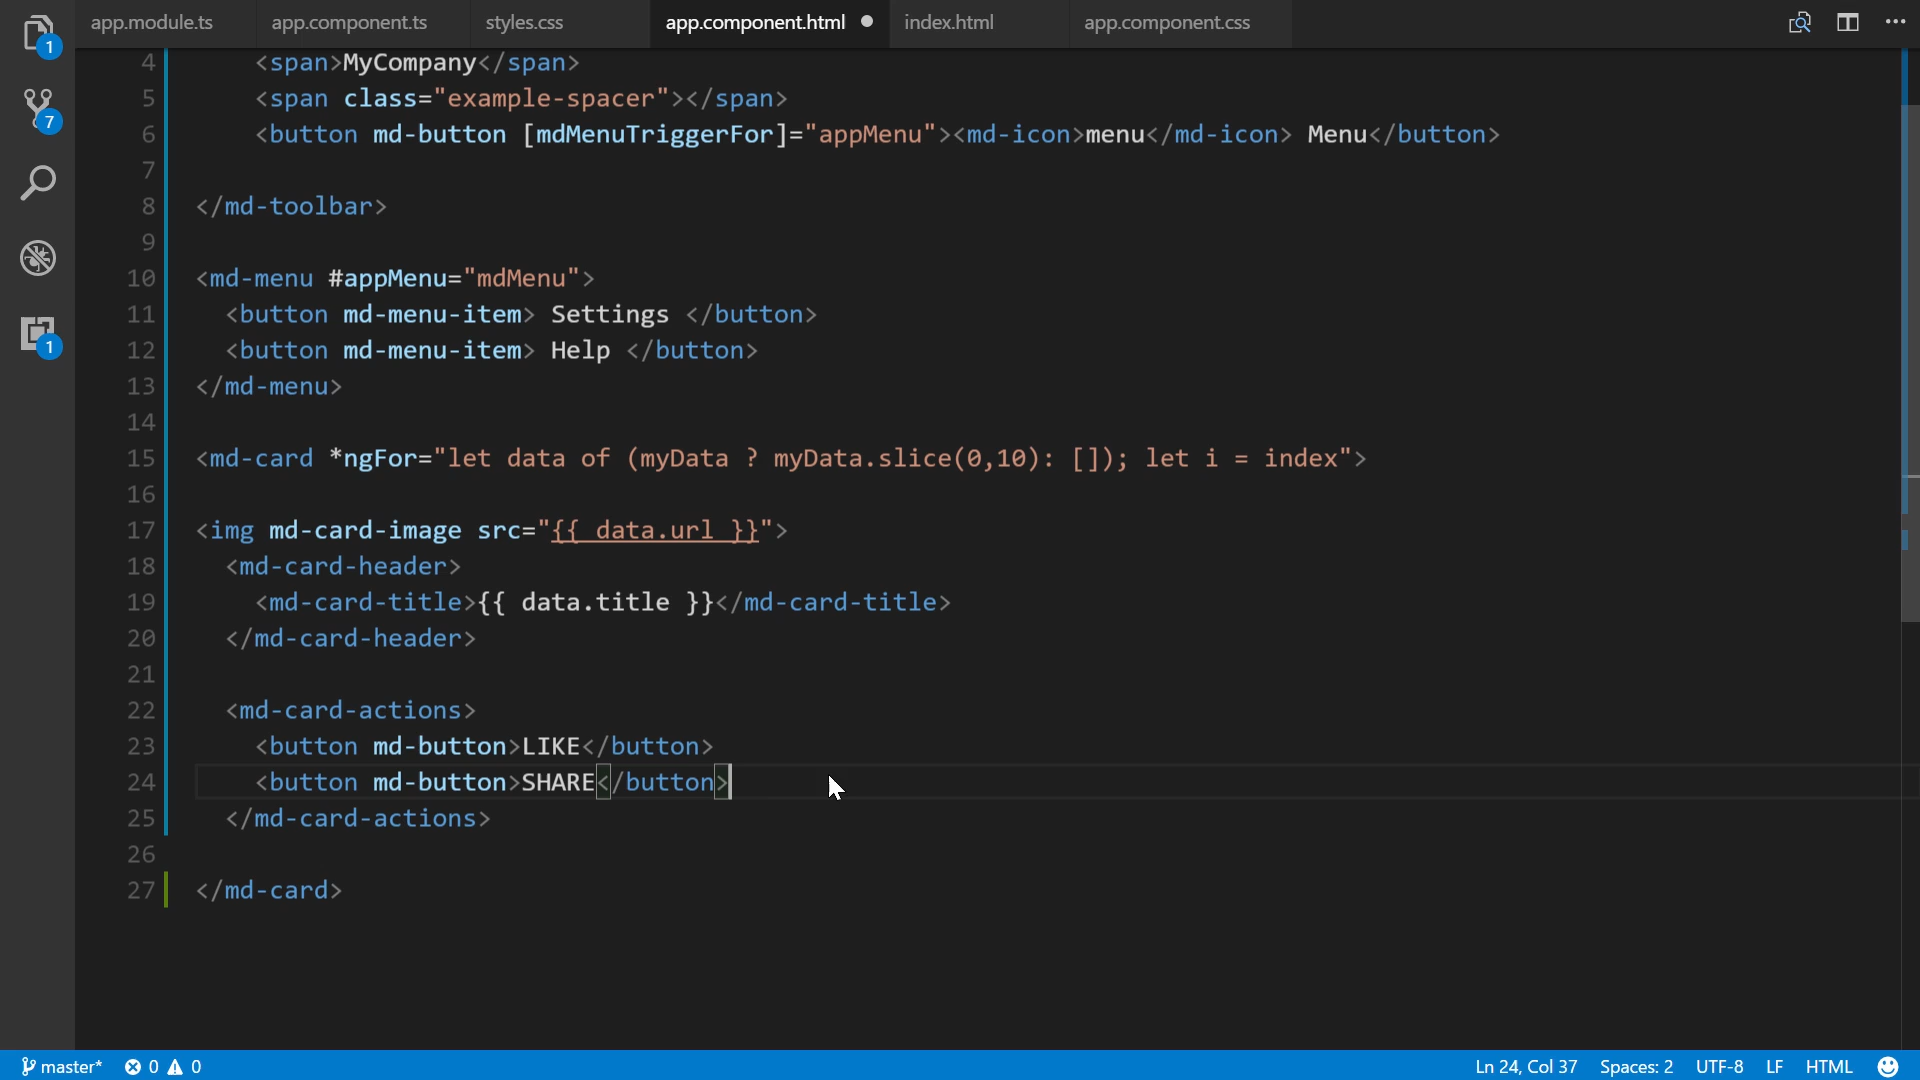 app.module.ts app.component.ts styles.css app.component.html index.html app.component.css
1
7
1
4 <span>MyCompany</span>
5 <span class="example-spacer"></span>
6 <button md-button [mdMenuTriggerFor]="appMenu"><md-icon>menu</md-icon> Menu</button>
7
8 </md-toolbar>
9
10 <md-menu #appMenu="mdMenu">
11 <button md-menu-item> Settings </button>
12 <button md-menu-item> Help </button>
13 </md-menu>
14
15 <md-card *ngFor="let data of (myData ? myData.slice(0,10): []); let i = index">
16
17 <img md-card-image src="{{ data.url }}">
18 <md-card-header>
19 <md-card-title>{{ data.title }}</md-card-title>
20 </md-card-header>
21
22 <md-card-actions>
23 <button md-button>LIKE</button>
24 <button md-button>SHARE</button>
25 </md-card-actions>
26
27 </md-card>
master* 0 0 Ln 24, Col 37 Spaces: 2 UTF-8 LF HTML